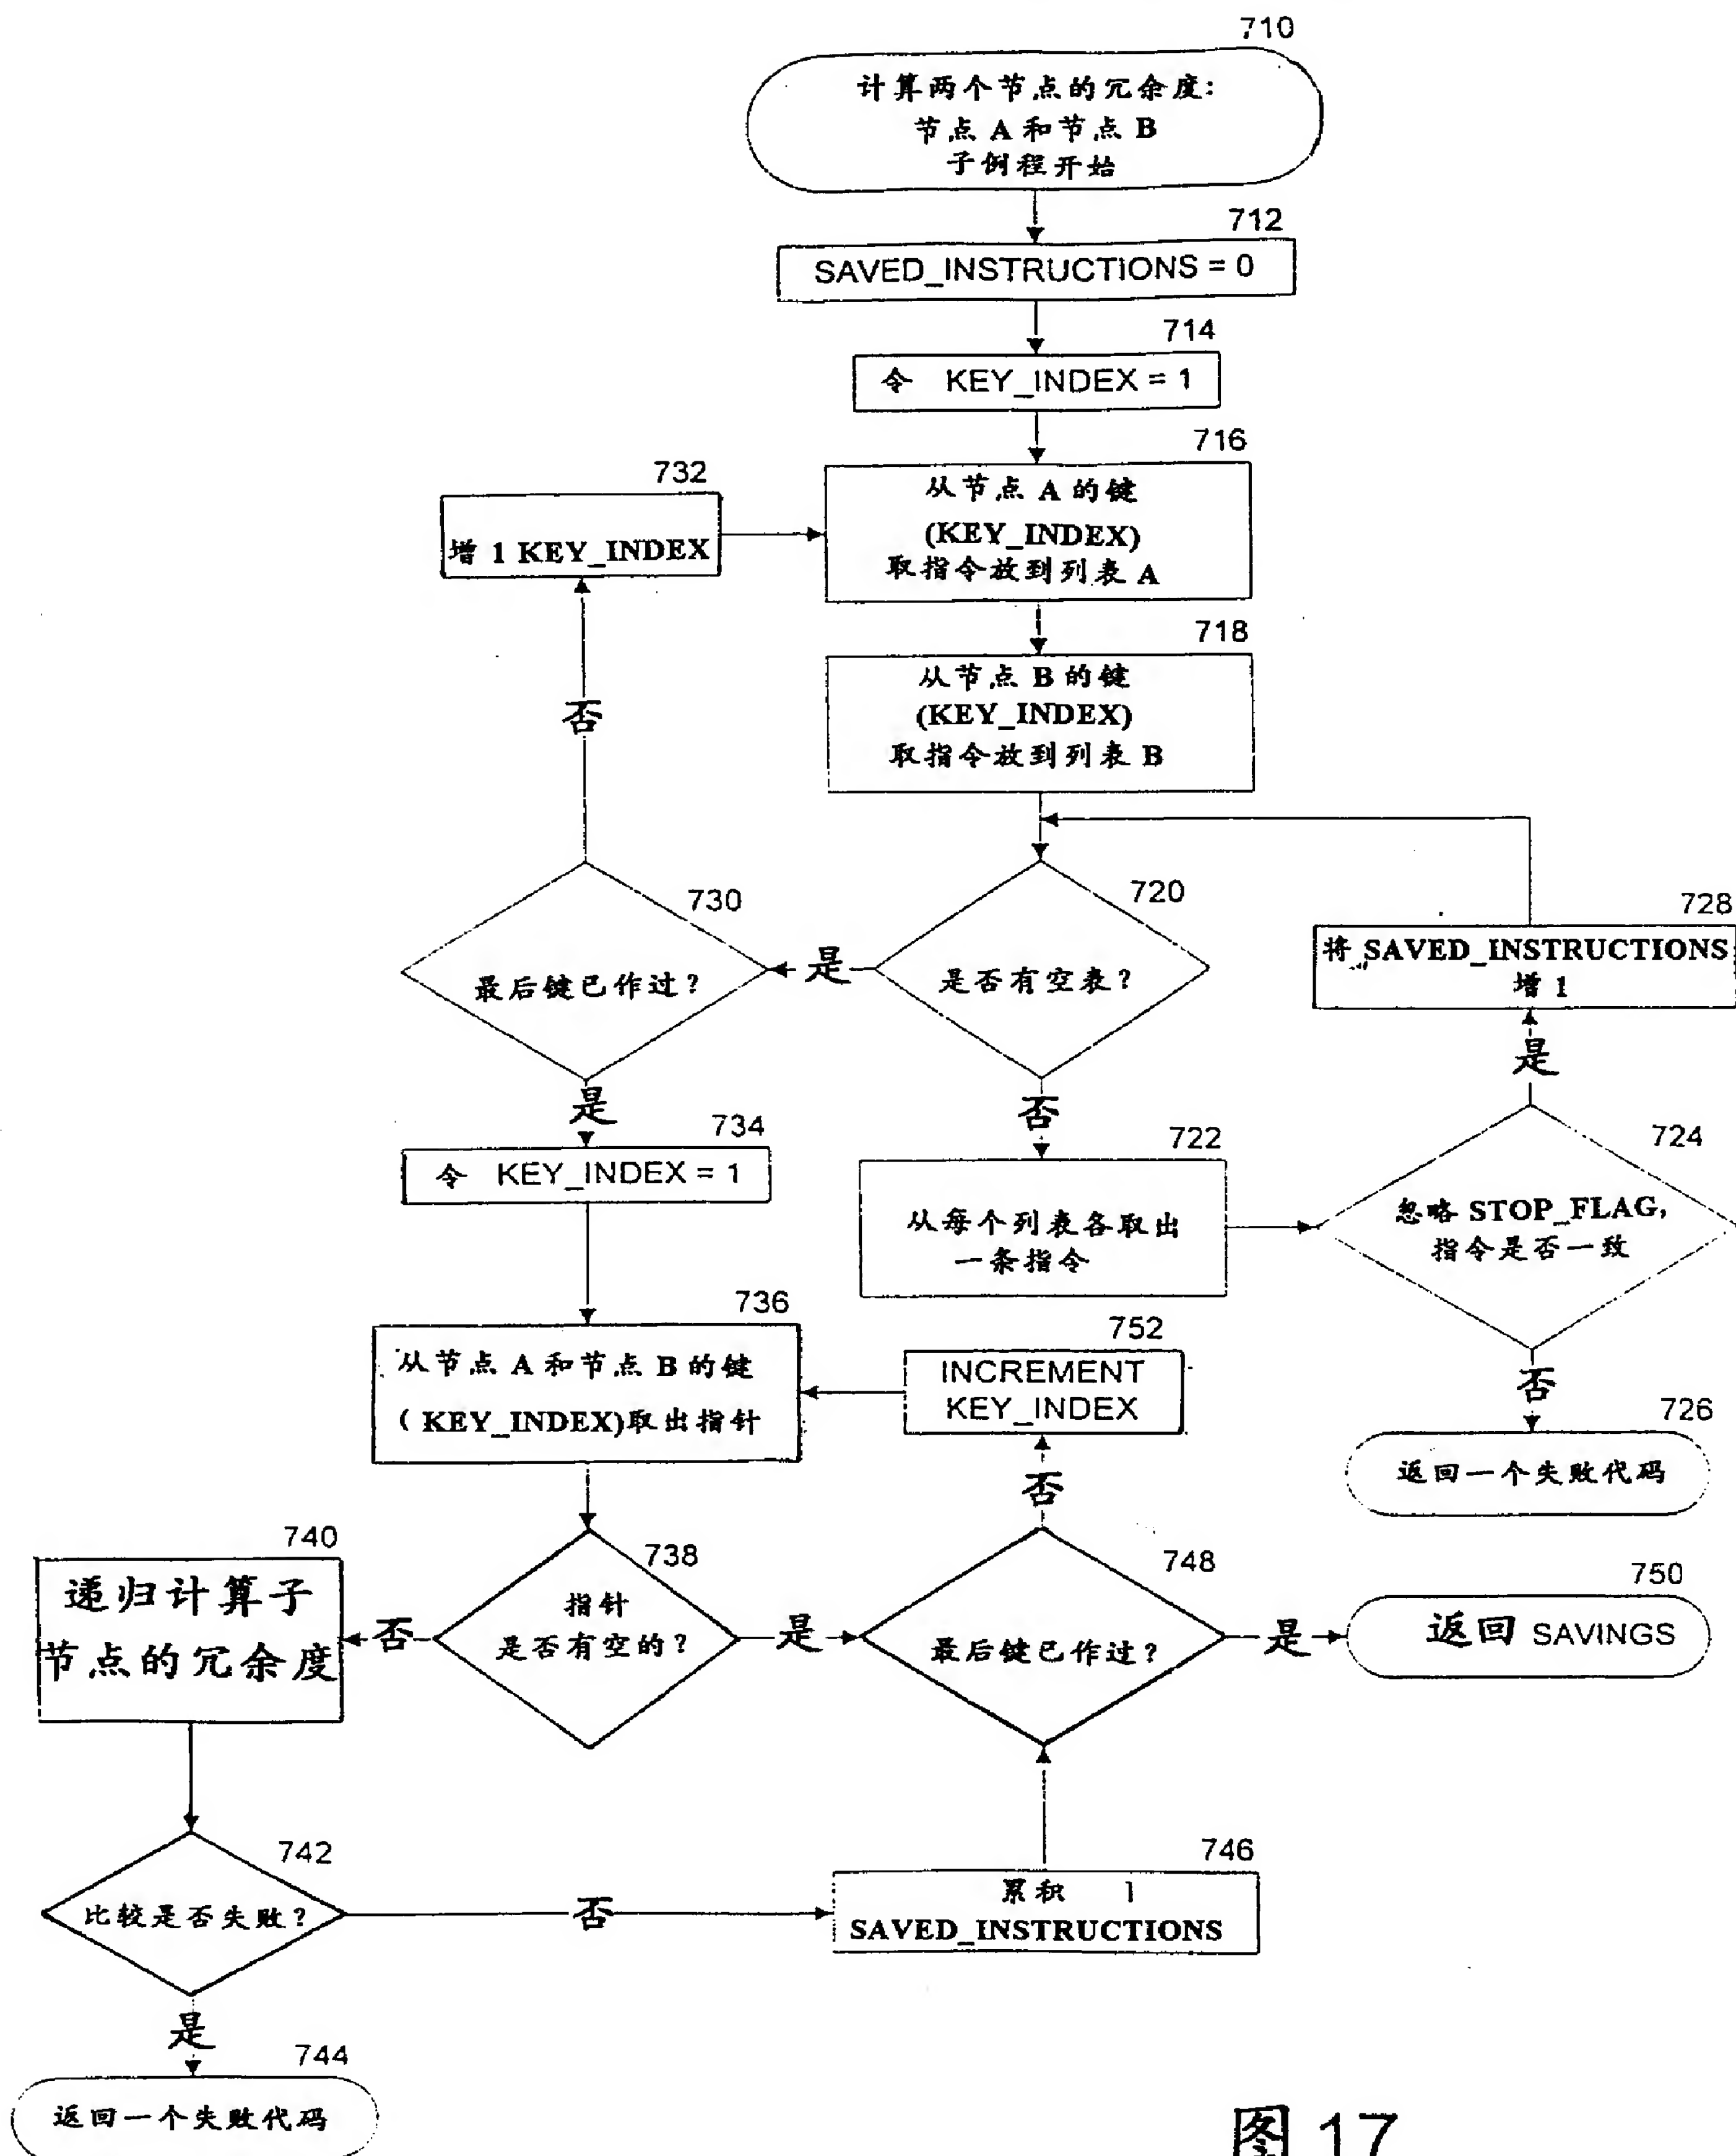 710
计算两个节点的冗余度:
节点 A 和节点 B
子例程开始
712
SAVED_INSTRUCTIONS = 0
714
令 KEY_INDEX = 1
716
从节点 A 的键
(KEY_INDEX)
取指令放到列表 A
732
增 1 KEY_INDEX
718
从节点 B 的键
(KEY_INDEX)
取指令放到列表 B
否
730
最后键已作过?
是
720
是否有空表?
728
将 SAVED_INSTRUCTIONS
增 1
是
是
734
令 KEY_INDEX = 1
否
722
从每个列表各取出
一条指令
724
忽略 STOP_FLAG,
指令是否一致
否
726
返回一个失败代码
736
从节点 A 和节点 B 的键
( KEY_INDEX)取出指针
752
INCREMENT
KEY_INDEX
否
740
递归计算子
节点的冗余度
否
738
指针
是否有空的?
是
748
最后键已作过?
是
750
返回 SAVINGS
742
比较是否失败?
否
746
累积 1
SAVED_INSTRUCTIONS
是
744
返回一个失败代码
图 17